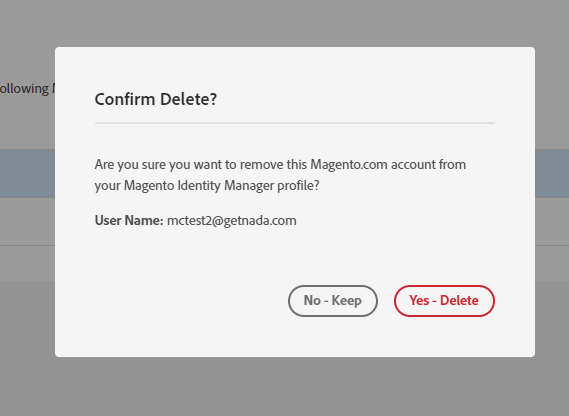 ollowing
Confirm Delete?
Are you sure you want to remove this Magento.com account from
your Magento Identity Manager profile?
User Name: mctest2@getnada.com
No - Keep
Yes - Delete